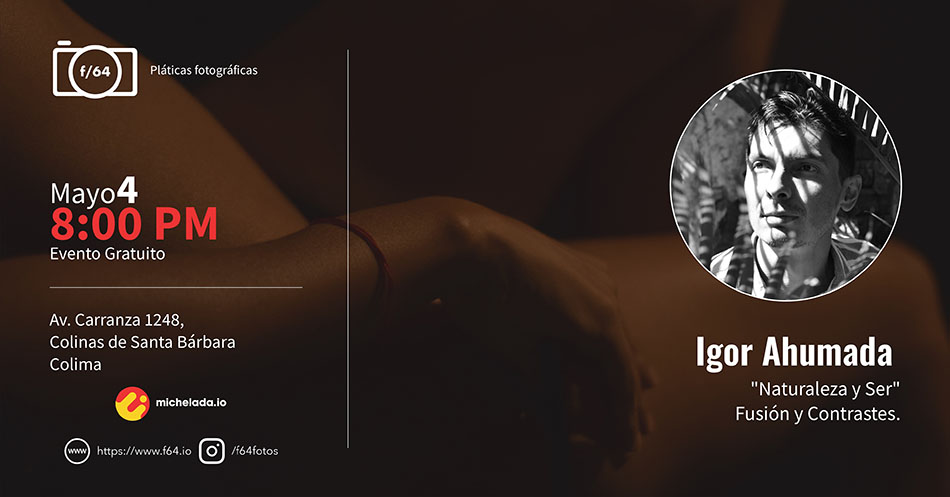 f/64
Pláticas fotográficas
Mayo4
8:00 PM
Evento Gratuito
Av. Carranza 1248,
Colinas de Santa Bárbara
Colima
michelada.io
www
https://www.f64.io
/f64fotos
Igor Ahumada
"Naturaleza y Ser"
Fusión y Contrastes.